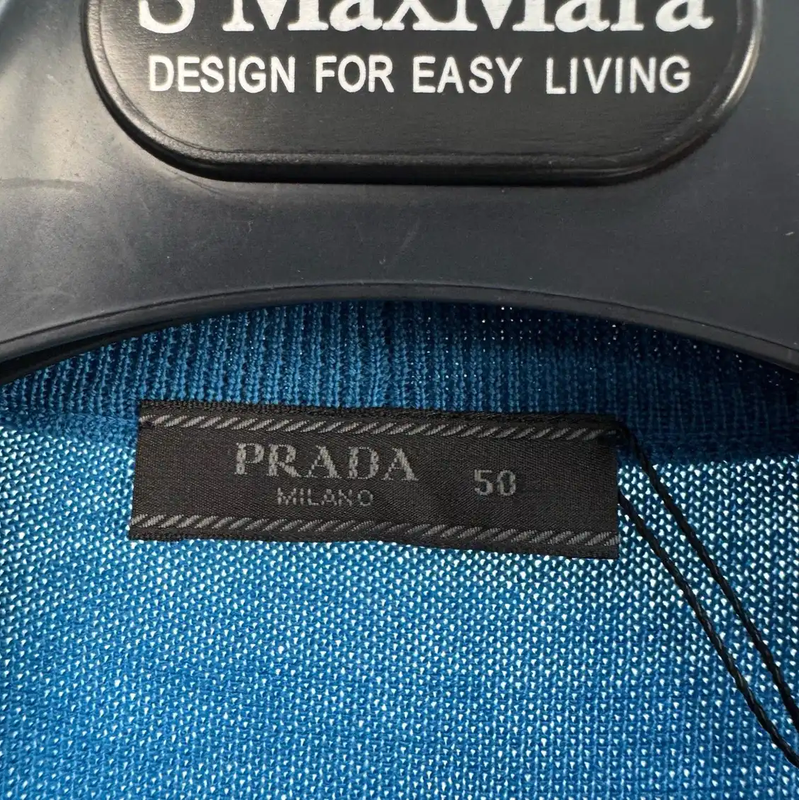 S MaxMara
DESIGN FOR EASY LIVING
PRADA 50
MILANO